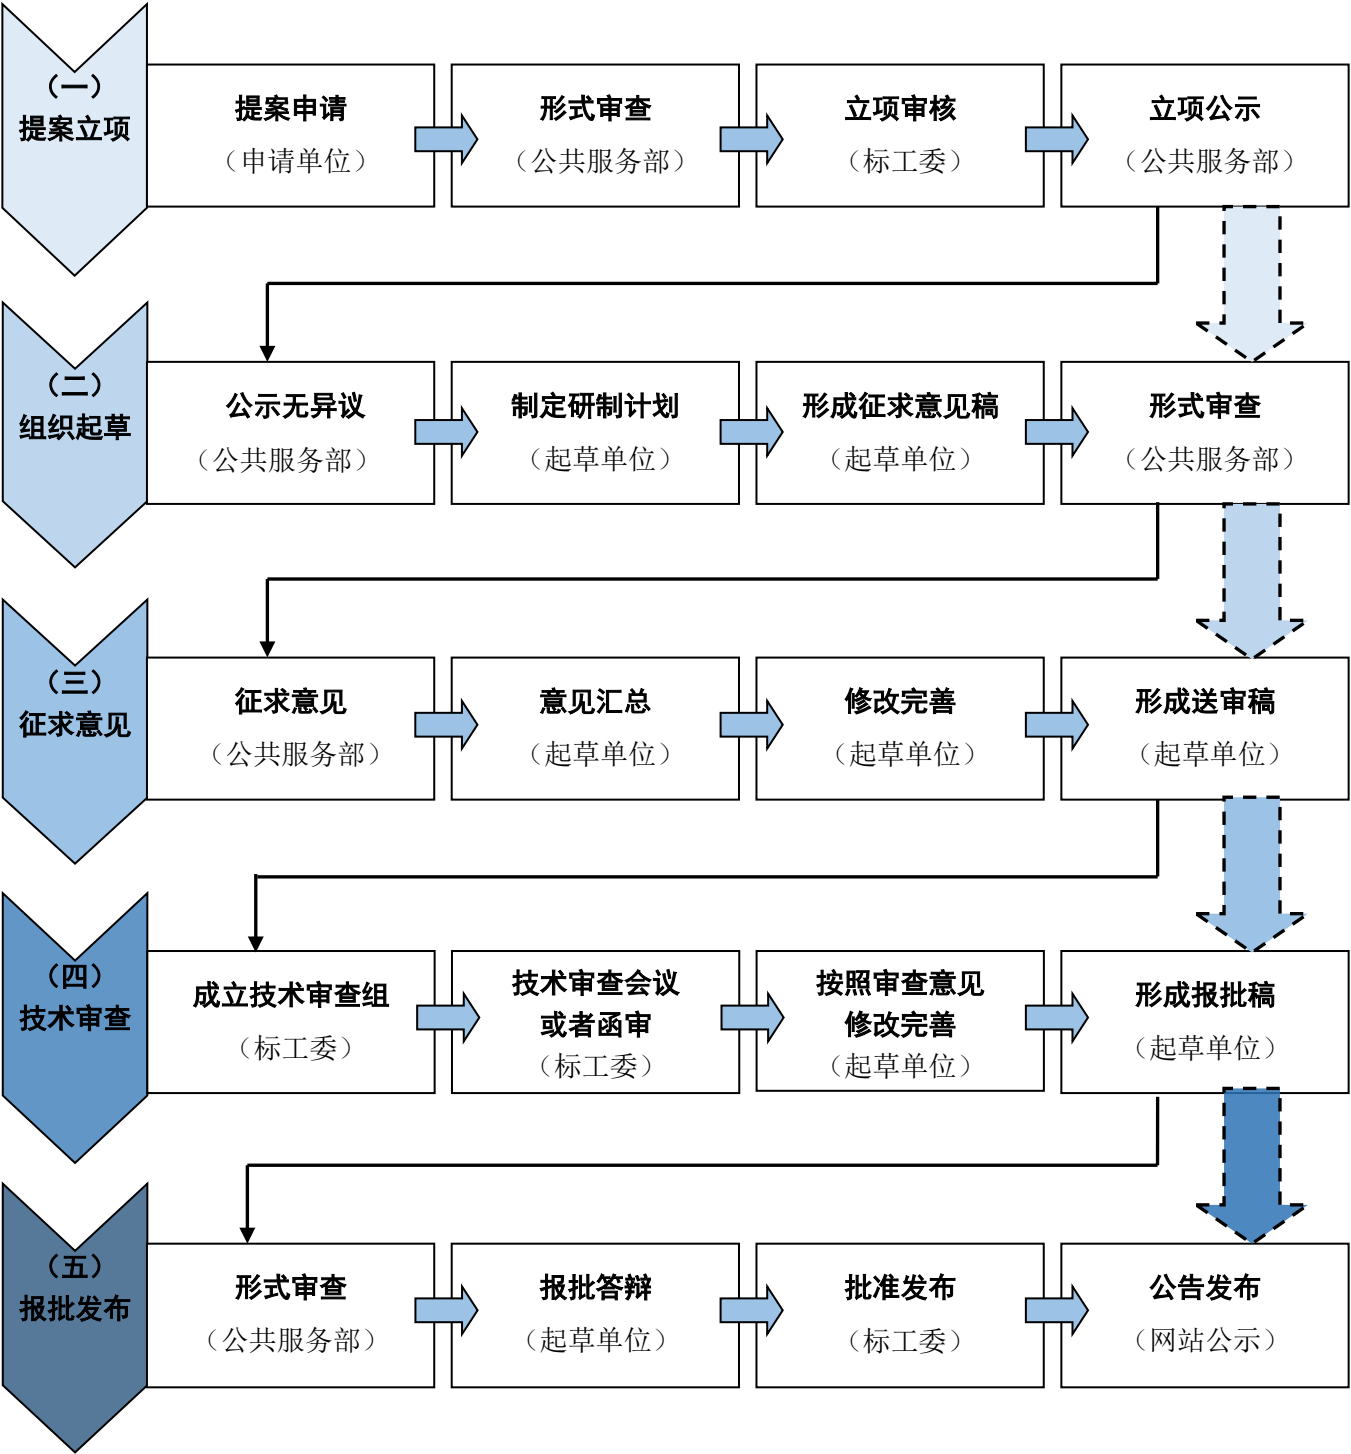 （一）
提案立项
提案申请
（申请单位）
形式审查
（公共服务部）
立项审核
（标工委）
立项公示
（公共服务部）
（二）
组织起草
公示无异议
（公共服务部）
制定研制计划
（起草单位）
形成征求意见稿
（起草单位）
形式审查
（公共服务部）
（三）
征求意见
征求意见
（公共服务部）
意见汇总
（起草单位）
修改完善
（起草单位）
形成送审稿
（起草单位）
（四）
技术审查
成立技术审查组
（标工委）
技术审查会议
或者函审
（标工委）
按照审查意见
修改完善
（起草单位）
形成报批稿
（起草单位）
（五）
报批发布
形式审查
（公共服务部）
报批答辩
（起草单位）
批准发布
（标工委）
公告发布
（网站公示）